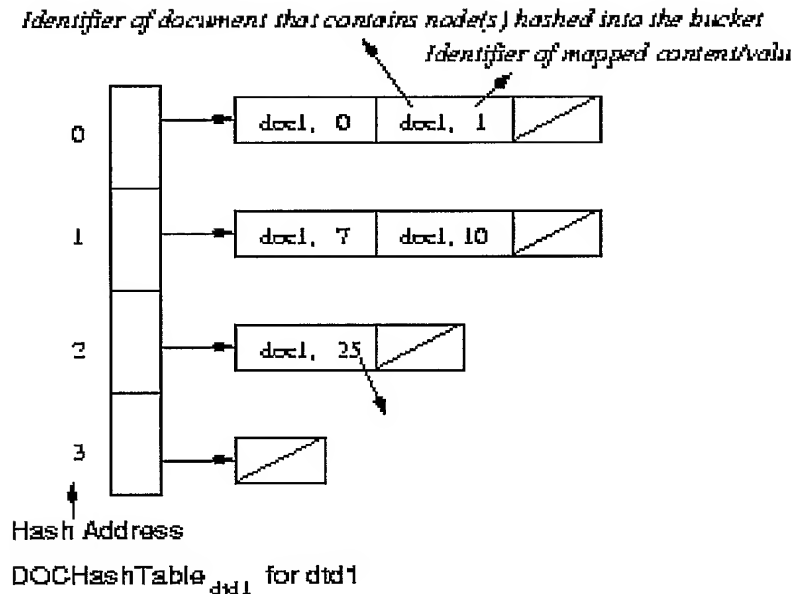 Identifier of document that contains node(s) hashed into the bucket
Identifier of mapped content/valu
0
doc1, 0
doc1, 1
1
doc1, 7
doc1, 10
2
doc1, 25
3
Hash Address
DOCHashTable dtd1 for dtd1